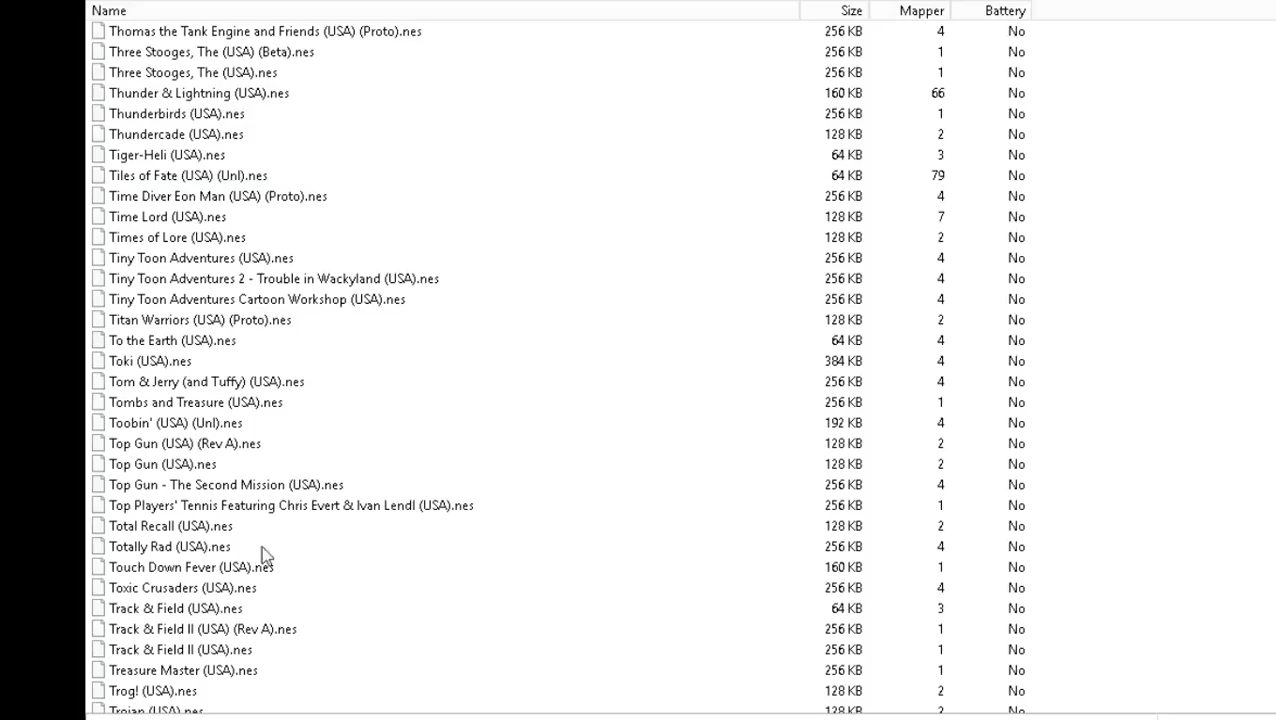 Name Size Mapper Battery
Thomas the Tank Engine and Friends (USA) (Proto).nes 256 KB 4 No
Three Stooges, The (USA) (Beta).nes 256 KB 1 No
Three Stooges, The (USA).nes 256 KB 1 No
Thunder & Lightning (USA).nes 160 KB 66 No
Thunderbirds (USA).nes 256 KB 1 No
Thundercade (USA).nes 128 KB 2 No
Tiger-Heli (USA).nes 64 KB 3 No
Tiles of Fate (USA) (Unl).nes 64 KB 79 No
Time Diver Eon Man (USA) (Proto).nes 256 KB 4 No
Time Lord (USA).nes 128 KB 7 No
Times of Lore (USA).nes 128 KB 2 No
Tiny Toon Adventures (USA).nes 256 KB 4 No
Tiny Toon Adventures 2 - Trouble in Wackyland (USA).nes 256 KB 4 No
Tiny Toon Adventures Cartoon Workshop (USA).nes 256 KB 4 No
Titan Warriors (USA) (Proto).nes 128 KB 2 No
To the Earth (USA).nes 64 KB 4 No
Toki (USA).nes 384 KB 4 No
Tom & Jerry (and Tuffy) (USA).nes 256 KB 4 No
Tombs and Treasure (USA).nes 256 KB 1 No
Toobin' (USA) (Unl).nes 192 KB 4 No
Top Gun (USA) (Rev A).nes 128 KB 2 No
Top Gun (USA).nes 128 KB 2 No
Top Gun - The Second Mission (USA).nes 256 KB 4 No
Top Players' Tennis Featuring Chris Evert & Ivan Lendl (USA).nes 256 KB 1 No
Total Recall (USA).nes 128 KB 2 No
Totally Rad (USA).nes 256 KB 4 No
Touch Down Fever (USA).nes 160 KB 1 No
Toxic Crusaders (USA).nes 256 KB 4 No
Track & Field (USA).nes 64 KB 3 No
Track & Field II (USA) (Rev A).nes 256 KB 1 No
Track & Field II (USA).nes 256 KB 1 No
Treasure Master (USA).nes 256 KB 1 No
Trog! (USA).nes 128 KB 2 No
Trojan (USA).nes 128 KB 2 No